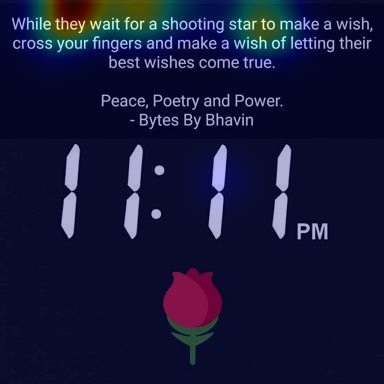 While they wait for a shooting star to make a wish,
cross your fingers and make a wish of letting their
best wishes come true.
Peace, Poetry and Power.
- Bytes By Bhavin
11:11 PM